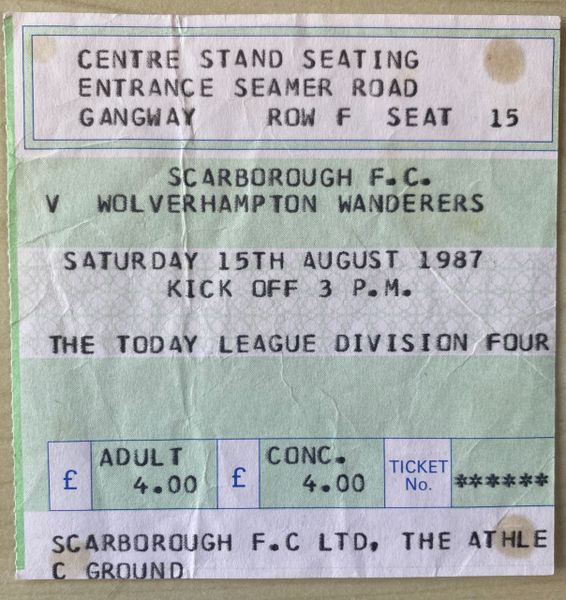 CENTRE STAND SEATING
ENTRANCE SEAMER ROAD
GANGWAY ROW F SEAT 15
SCARBOROUGH F.C.
V WOLVERHAMPTON WANDERERS
SATURDAY 15TH AUGUST 1987
KICK OFF 3 P.M.
THE TODAY LEAGUE DIVISION FOUR
£ ADULT 4.00 £ CONC. 4.00 TICKET No. ******
SCARBOROUGH F.C LTD, THE ATHLE
C GROUND